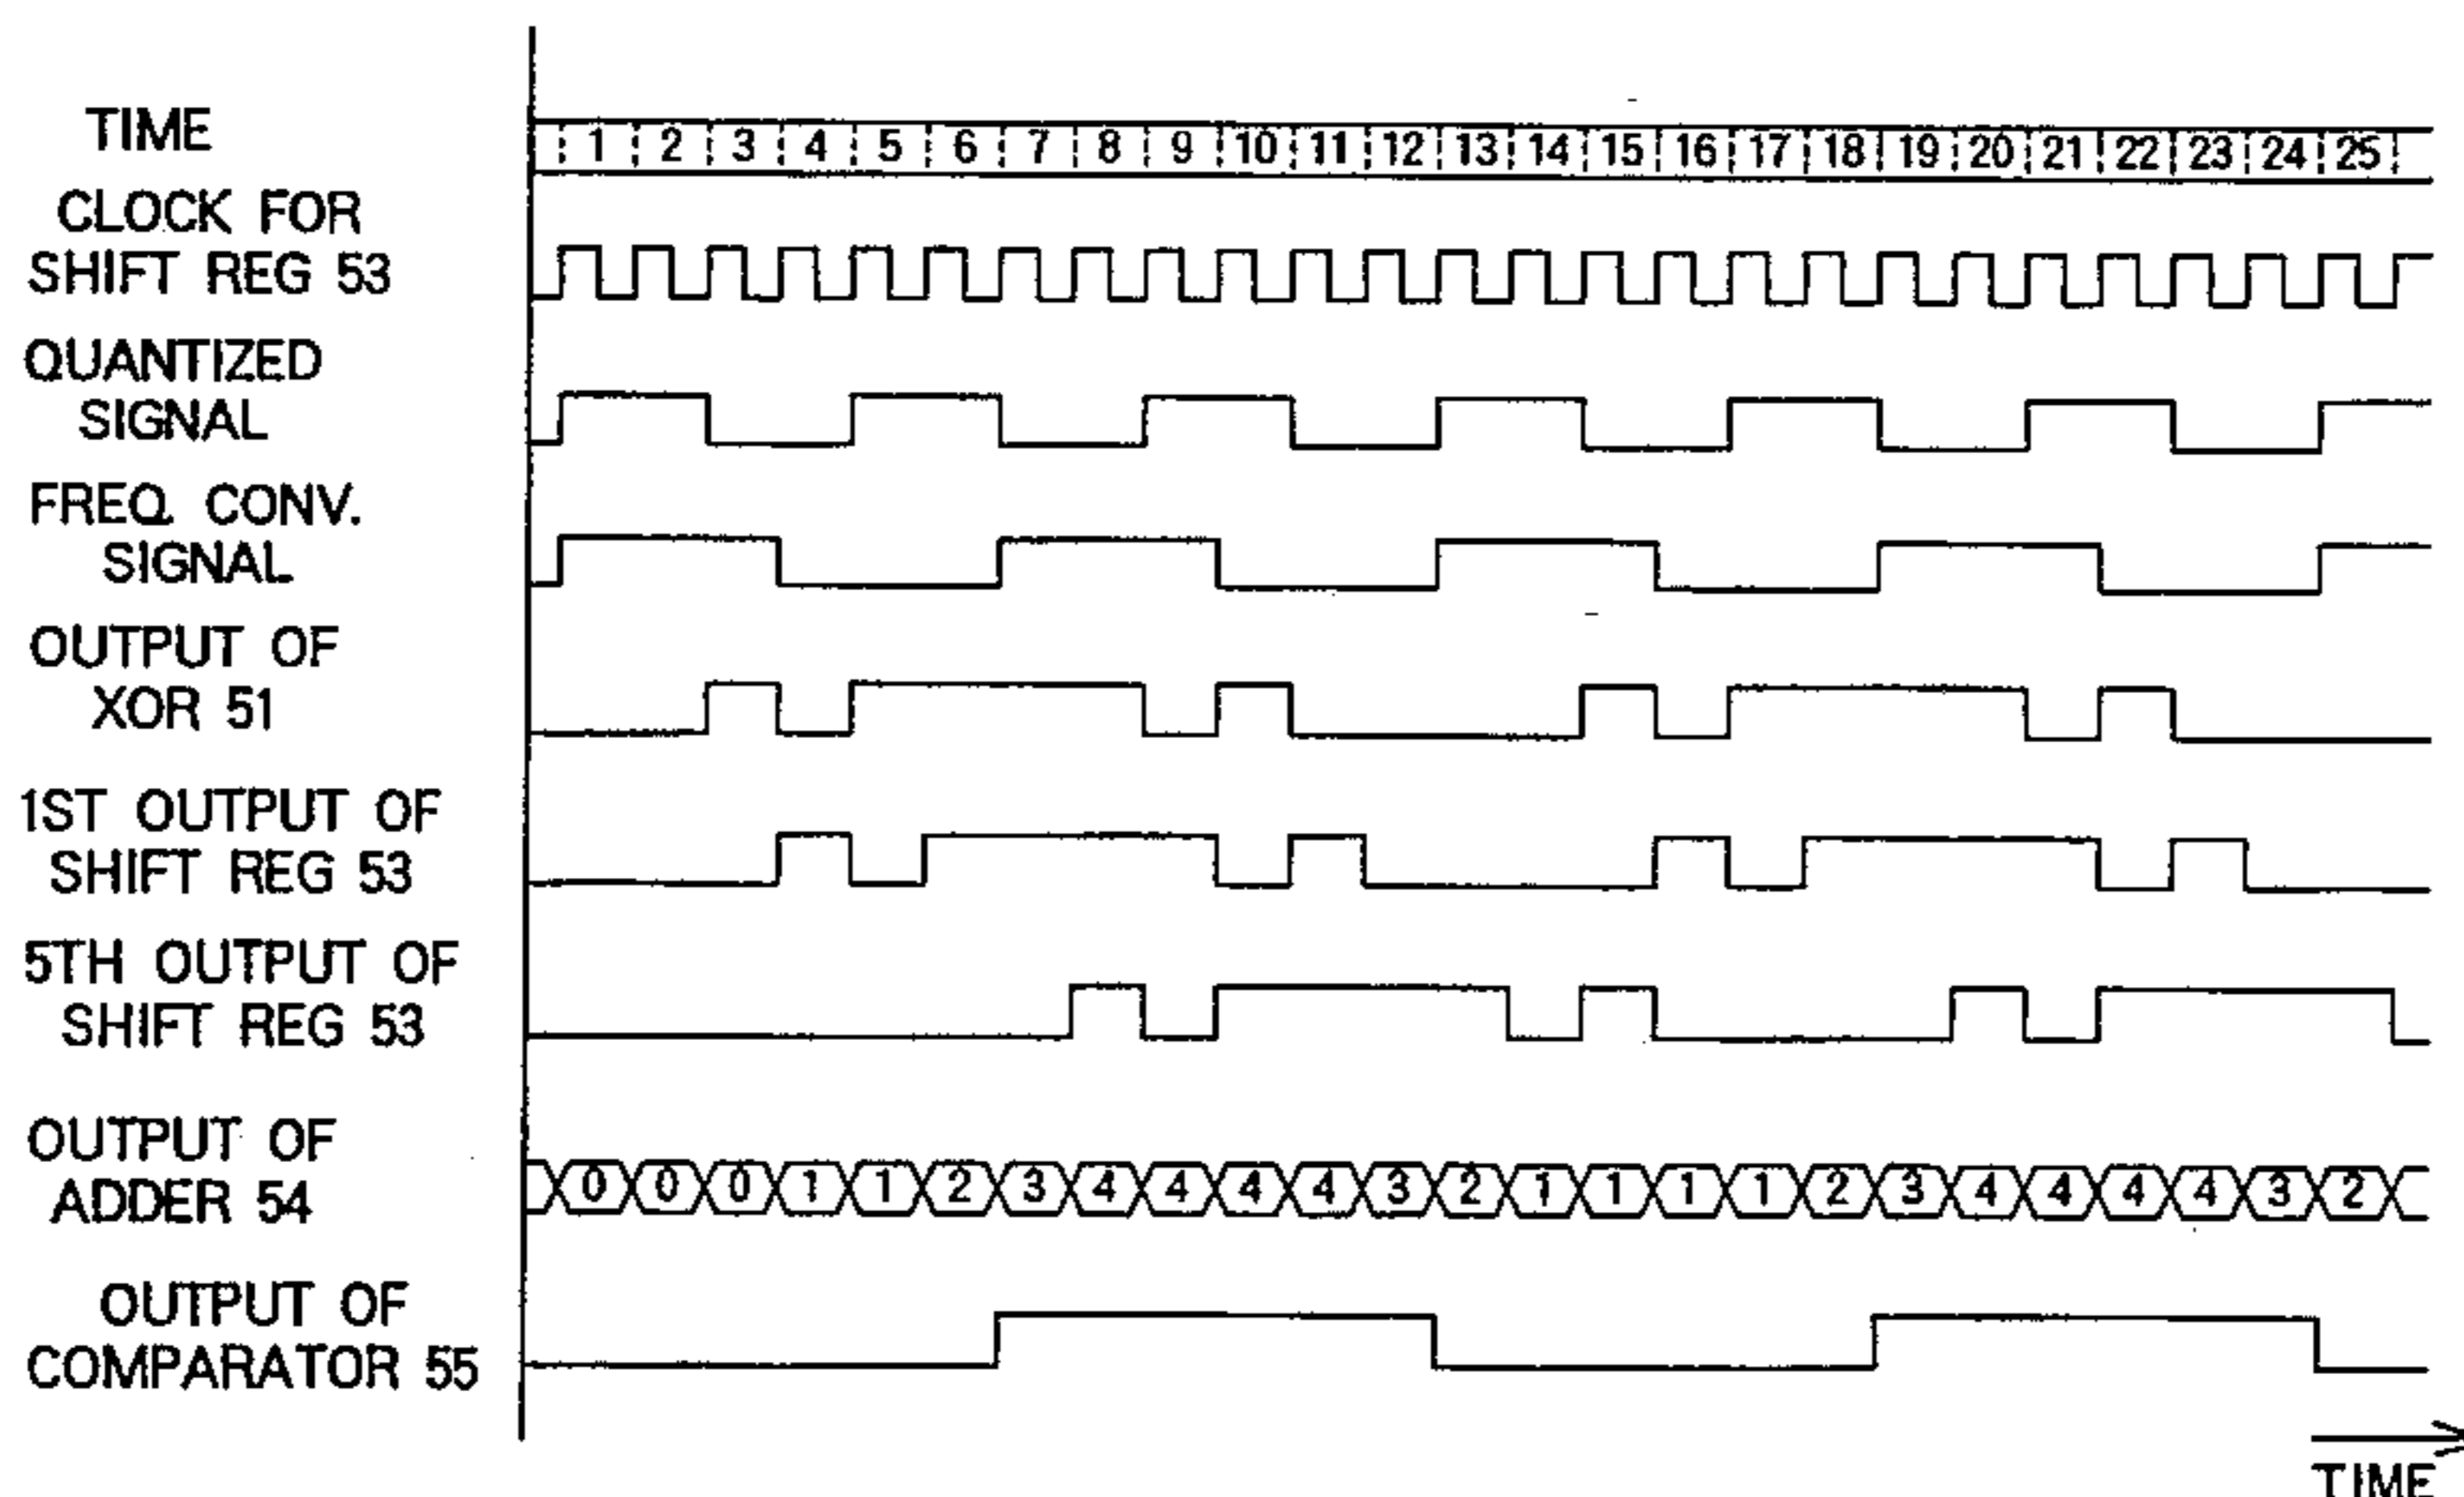 TIME
1 2 3 4 5 6 7 8 9 10 11 12 13 14 15 16 17 18 19 20 21 22 23 24 25
CLOCK FOR
SHIFT REG 53
QUANTIZED
SIGNAL
FREQ. CONV.
SIGNAL
OUTPUT OF
XOR 51
1ST OUTPUT OF
SHIFT REG 53
5TH OUTPUT OF
SHIFT REG 53
OUTPUT OF
ADDER 54
0 0 0 1 1 2 3 4 4 4 4 3 2 1 1 1 1 2 3 4 4 4 4 3 2
OUTPUT OF
COMPARATOR 55
TIME